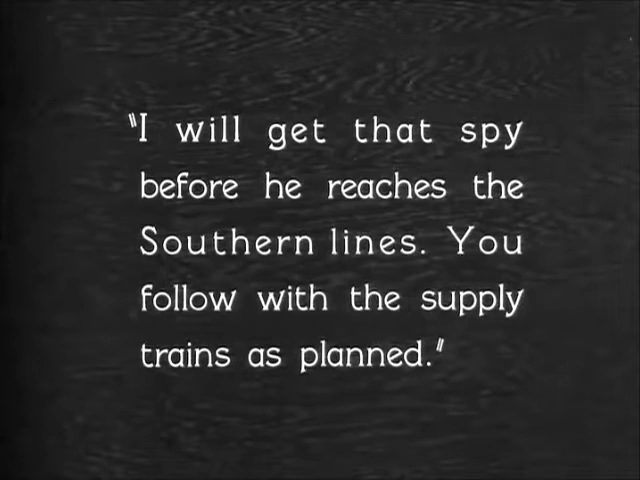 "I will get that spy
before he reaches the
Southern lines. You
follow with the supply
trains as planned."